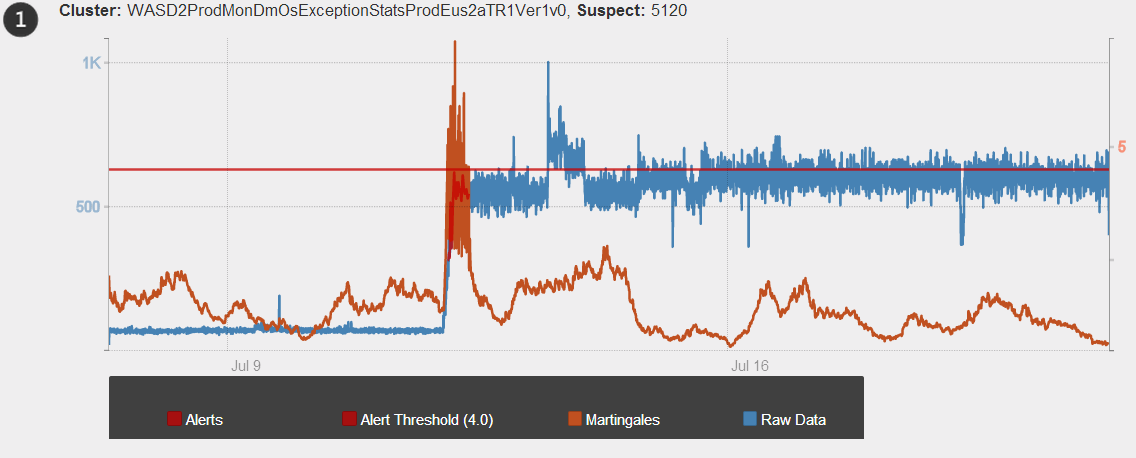 1
Cluster: WASD2ProdMonDmOsExceptionStatsProdEus2aTR1Ver1v0, Suspect: 5120
1K
5
500
Jul 9 Jul 16
Alerts Alert Threshold (4.0) Martingales Raw Data